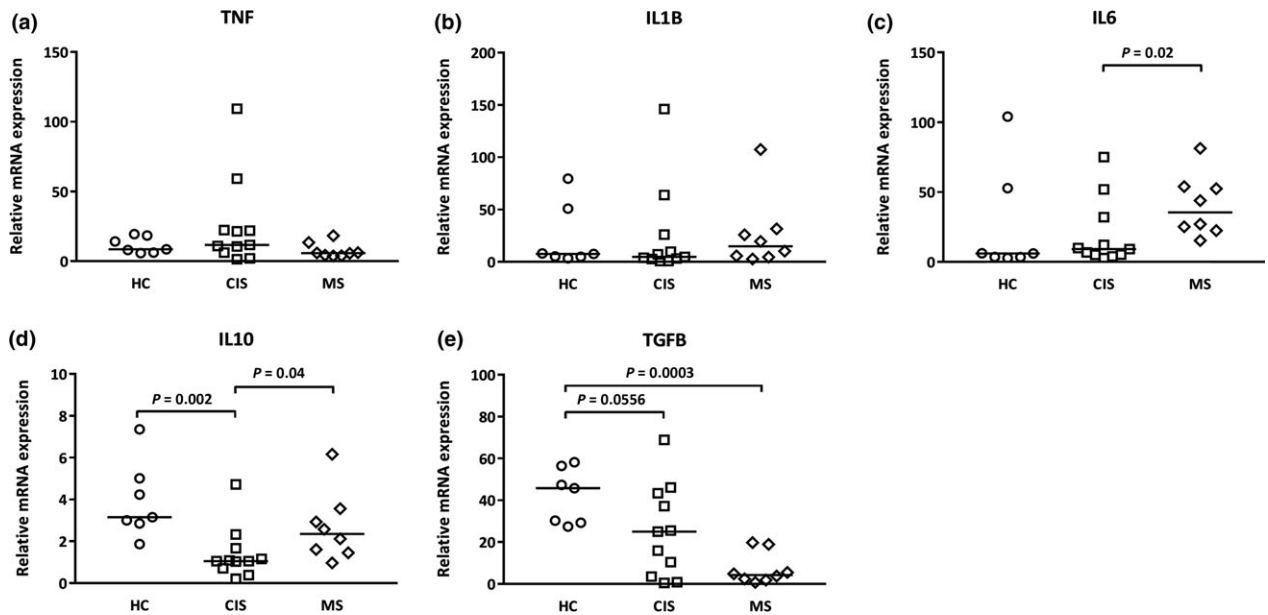 (a)
TNF
Relative mRNA expression
150
100
50
0
HC CIS MS
(b)
IL1B
Relative mRNA expression
200
150
100
50
0
HC CIS MS
(c)
IL6
Relative mRNA expression
150
100
50
0
P = 0.02
HC CIS MS
(d)
IL10
Relative mRNA expression
10
8
6
4
2
0
P = 0.002
P = 0.04
HC CIS MS
(e)
TGFB
Relative mRNA expression
100
80
60
40
20
0
P = 0.0003
P = 0.0556
HC CIS MS